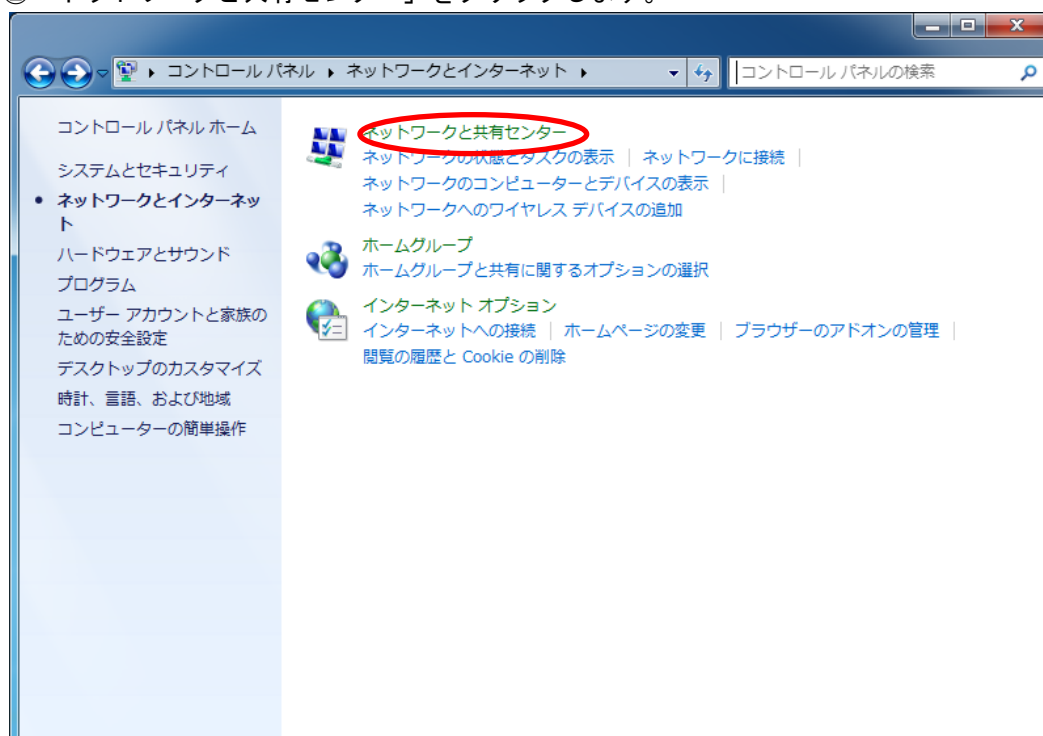 コントロール パネル ▸ ネットワークとインターネット ▸
コントロール パネルの検索
コントロール パネル ホーム
システムとセキュリティ
• ネットワークとインターネッ
ト
ハードウェアとサウンド
プログラム
ユーザー アカウントと家族の
ための安全設定
デスクトップのカスタマイズ
時計、言語、および地域
コンピューターの簡単操作
ネットワークと共有センター
ネットワークの状態とタスクの表示 | ネットワークに接続 |
ネットワークのコンピューターとデバイスの表示 |
ネットワークへのワイヤレス デバイスの追加
ホームグループ
ホームグループと共有に関するオプションの選択
インターネット オプション
インターネットへの接続 | ホームページの変更 | ブラウザーのアドオンの管理 |
閲覧の履歴と Cookie の削除